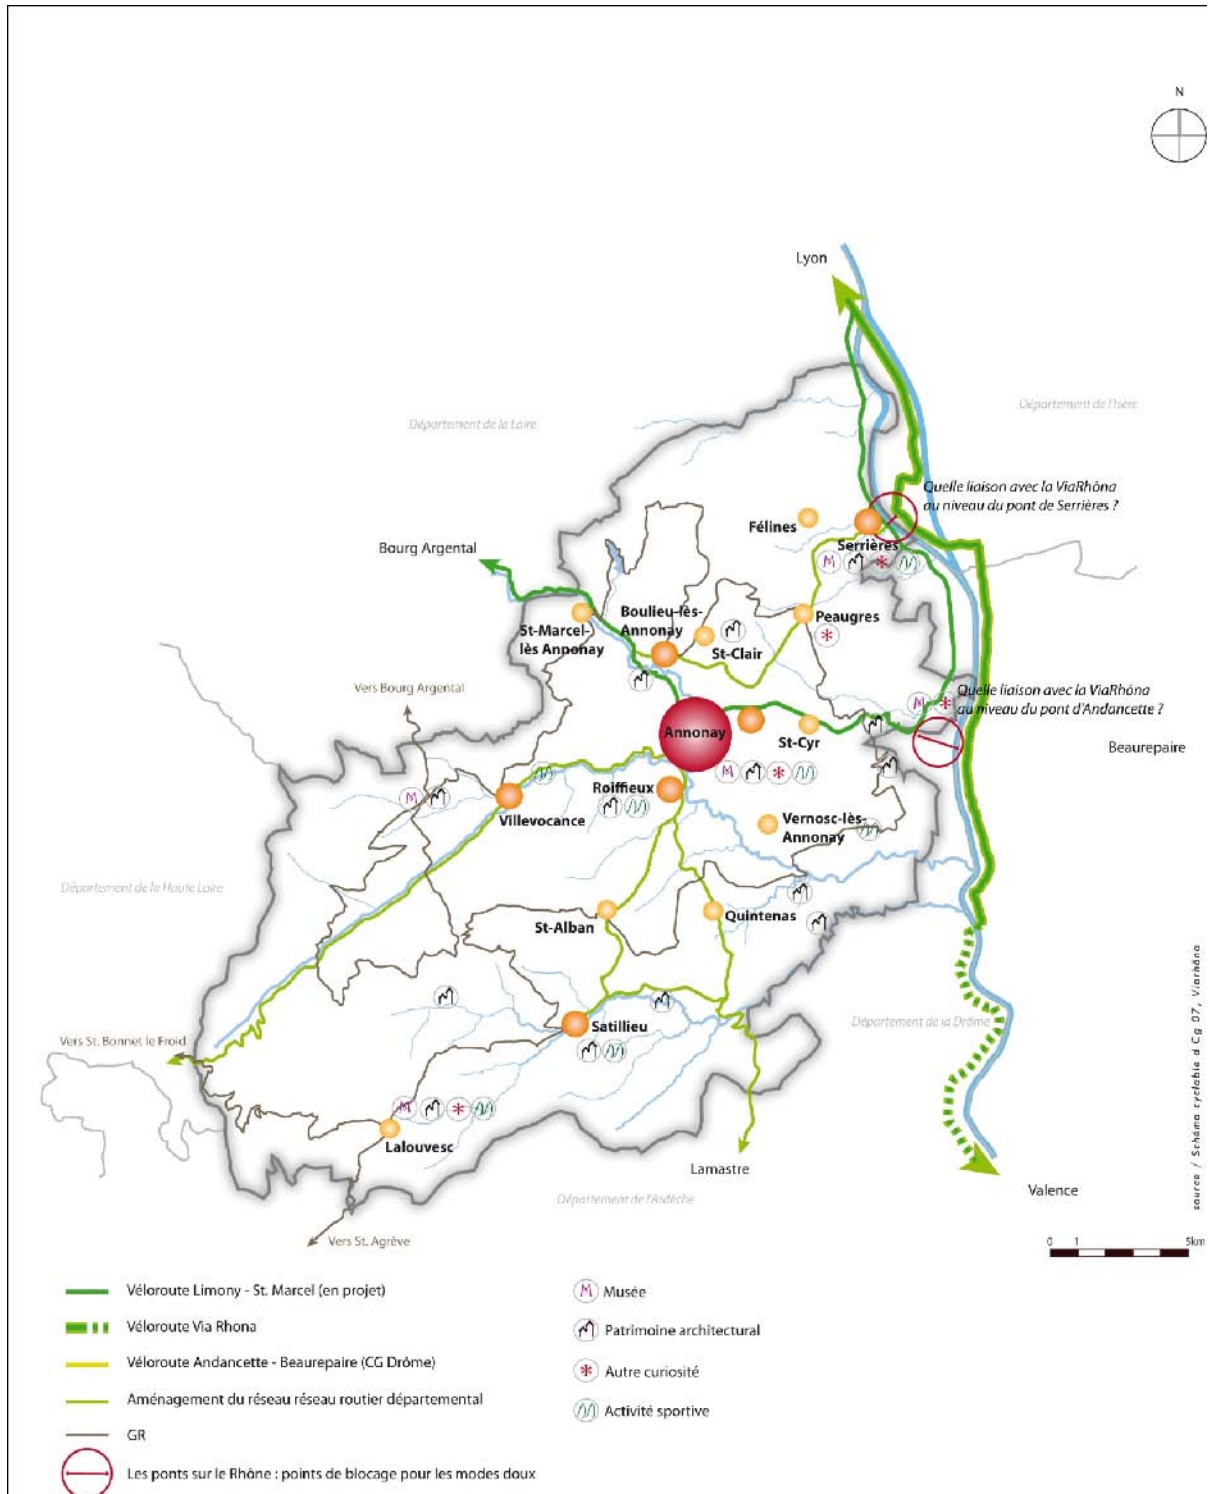 N
Lyon
Département de l'Isère
Département de la Loire
Quelle liaison avec la ViaRhôna
au niveau du pont de Serrières ?
Félines
Serrières
Bourg Argental
Boulieu-lès-
Annonay
Peaugres
St-Marcel-
lès Annonay
St-Clair
Vers Bourg Argental
Quelle liaison avec la ViaRhôna
au niveau du pont d'Andancette ?
Annonay
St-Cyr
Beaurepaire
Roiffieux
Villevocance
Vernosc-lès-
Annonay
Département de la Haute Loire
St-Alban
Quintenas
Département de la Drôme
Satillieu
Vers St. Bonnet le Froid
Lalouvesc
Lamastre
Valence
Département de l'Ardèche
Vers St. Agrève
source / Schéma cyclable d Cg 07, Viarhôna
0 1 5km
Véloroute Limony - St. Marcel (en projet)
Véloroute Via Rhona
Véloroute Andancette - Beaurepaire (CG Drôme)
Aménagement du réseau réseau routier départemental
GR
Les ponts sur le Rhône : points de blocage pour les modes doux
Musée
Patrimoine architectural
Autre curiosité
Activité sportive